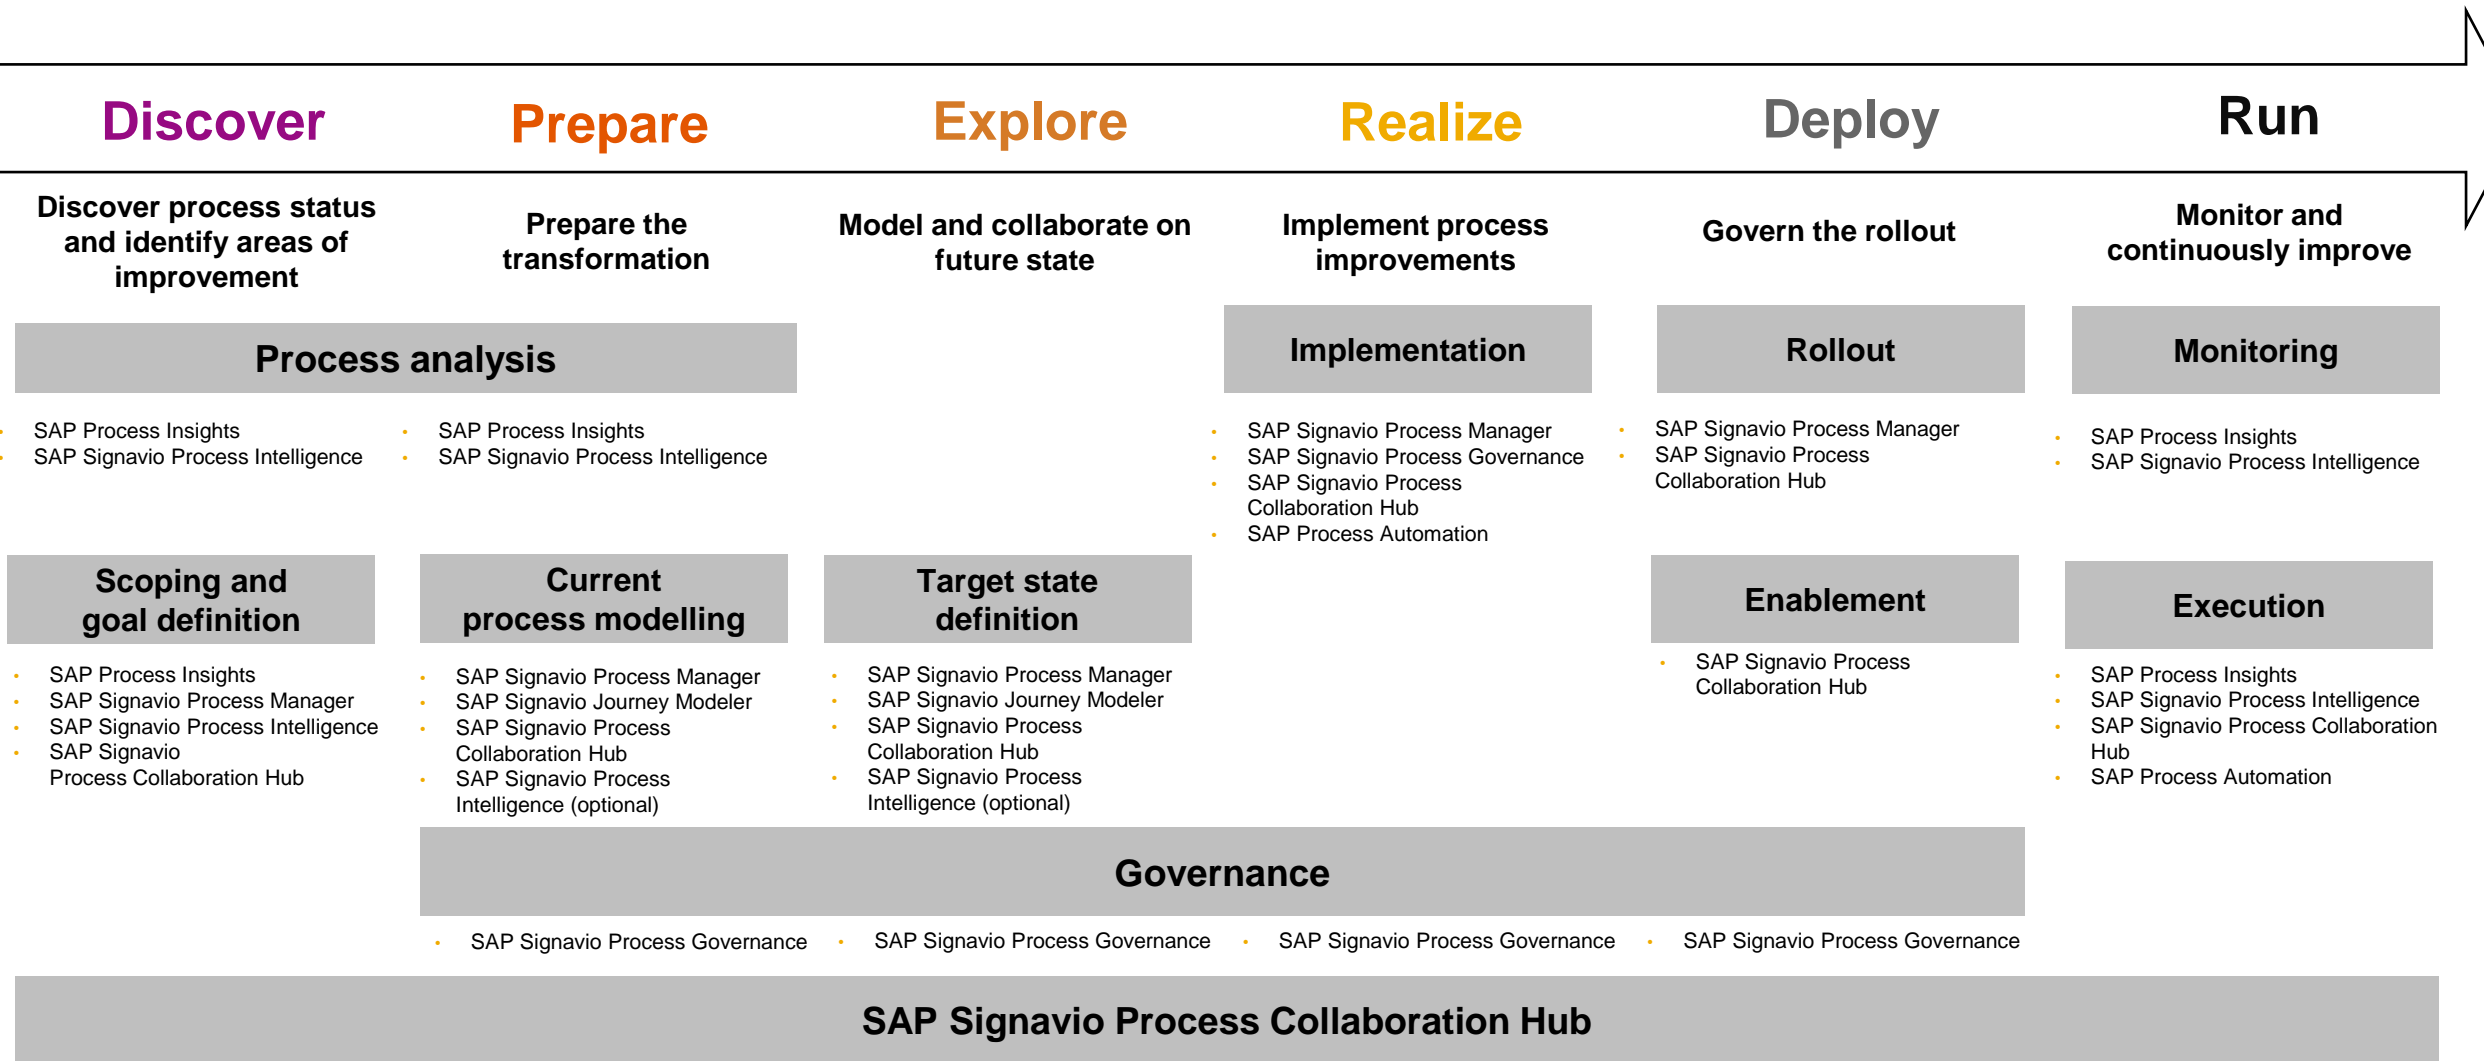 Discover
Prepare
Explore
Realize
Deploy
Run
Discover process status
and identify areas of
improvement
Prepare the
transformation
Model and collaborate on
future state
Implement process
improvements
Govern the rollout
Monitor and
continuously improve
Process analysis
Implementation
Rollout
Monitoring
• SAP Process Insights
• SAP Signavio Process Intelligence
• SAP Process Insights
• SAP Signavio Process Intelligence
• SAP Signavio Process Manager
• SAP Signavio Process Governance
• SAP Signavio Process
Collaboration Hub
• SAP Process Automation
• SAP Signavio Process Manager
• SAP Signavio Process
Collaboration Hub
• SAP Process Insights
• SAP Signavio Process Intelligence
Scoping and
goal definition
Current
process modelling
Target state
definition
Enablement
Execution
• SAP Process Insights
• SAP Signavio Process Manager
• SAP Signavio Process Intelligence
• SAP Signavio
Process Collaboration Hub
• SAP Signavio Process Manager
• SAP Signavio Journey Modeler
• SAP Signavio Process
Collaboration Hub
• SAP Signavio Process
Intelligence (optional)
• SAP Signavio Process Manager
• SAP Signavio Journey Modeler
• SAP Signavio Process
Collaboration Hub
• SAP Signavio Process
Intelligence (optional)
• SAP Signavio Process
Collaboration Hub
• SAP Process Insights
• SAP Signavio Process Intelligence
• SAP Signavio Process Collaboration
Hub
• SAP Process Automation
Governance
• SAP Signavio Process Governance
• SAP Signavio Process Governance
• SAP Signavio Process Governance
• SAP Signavio Process Governance
SAP Signavio Process Collaboration Hub